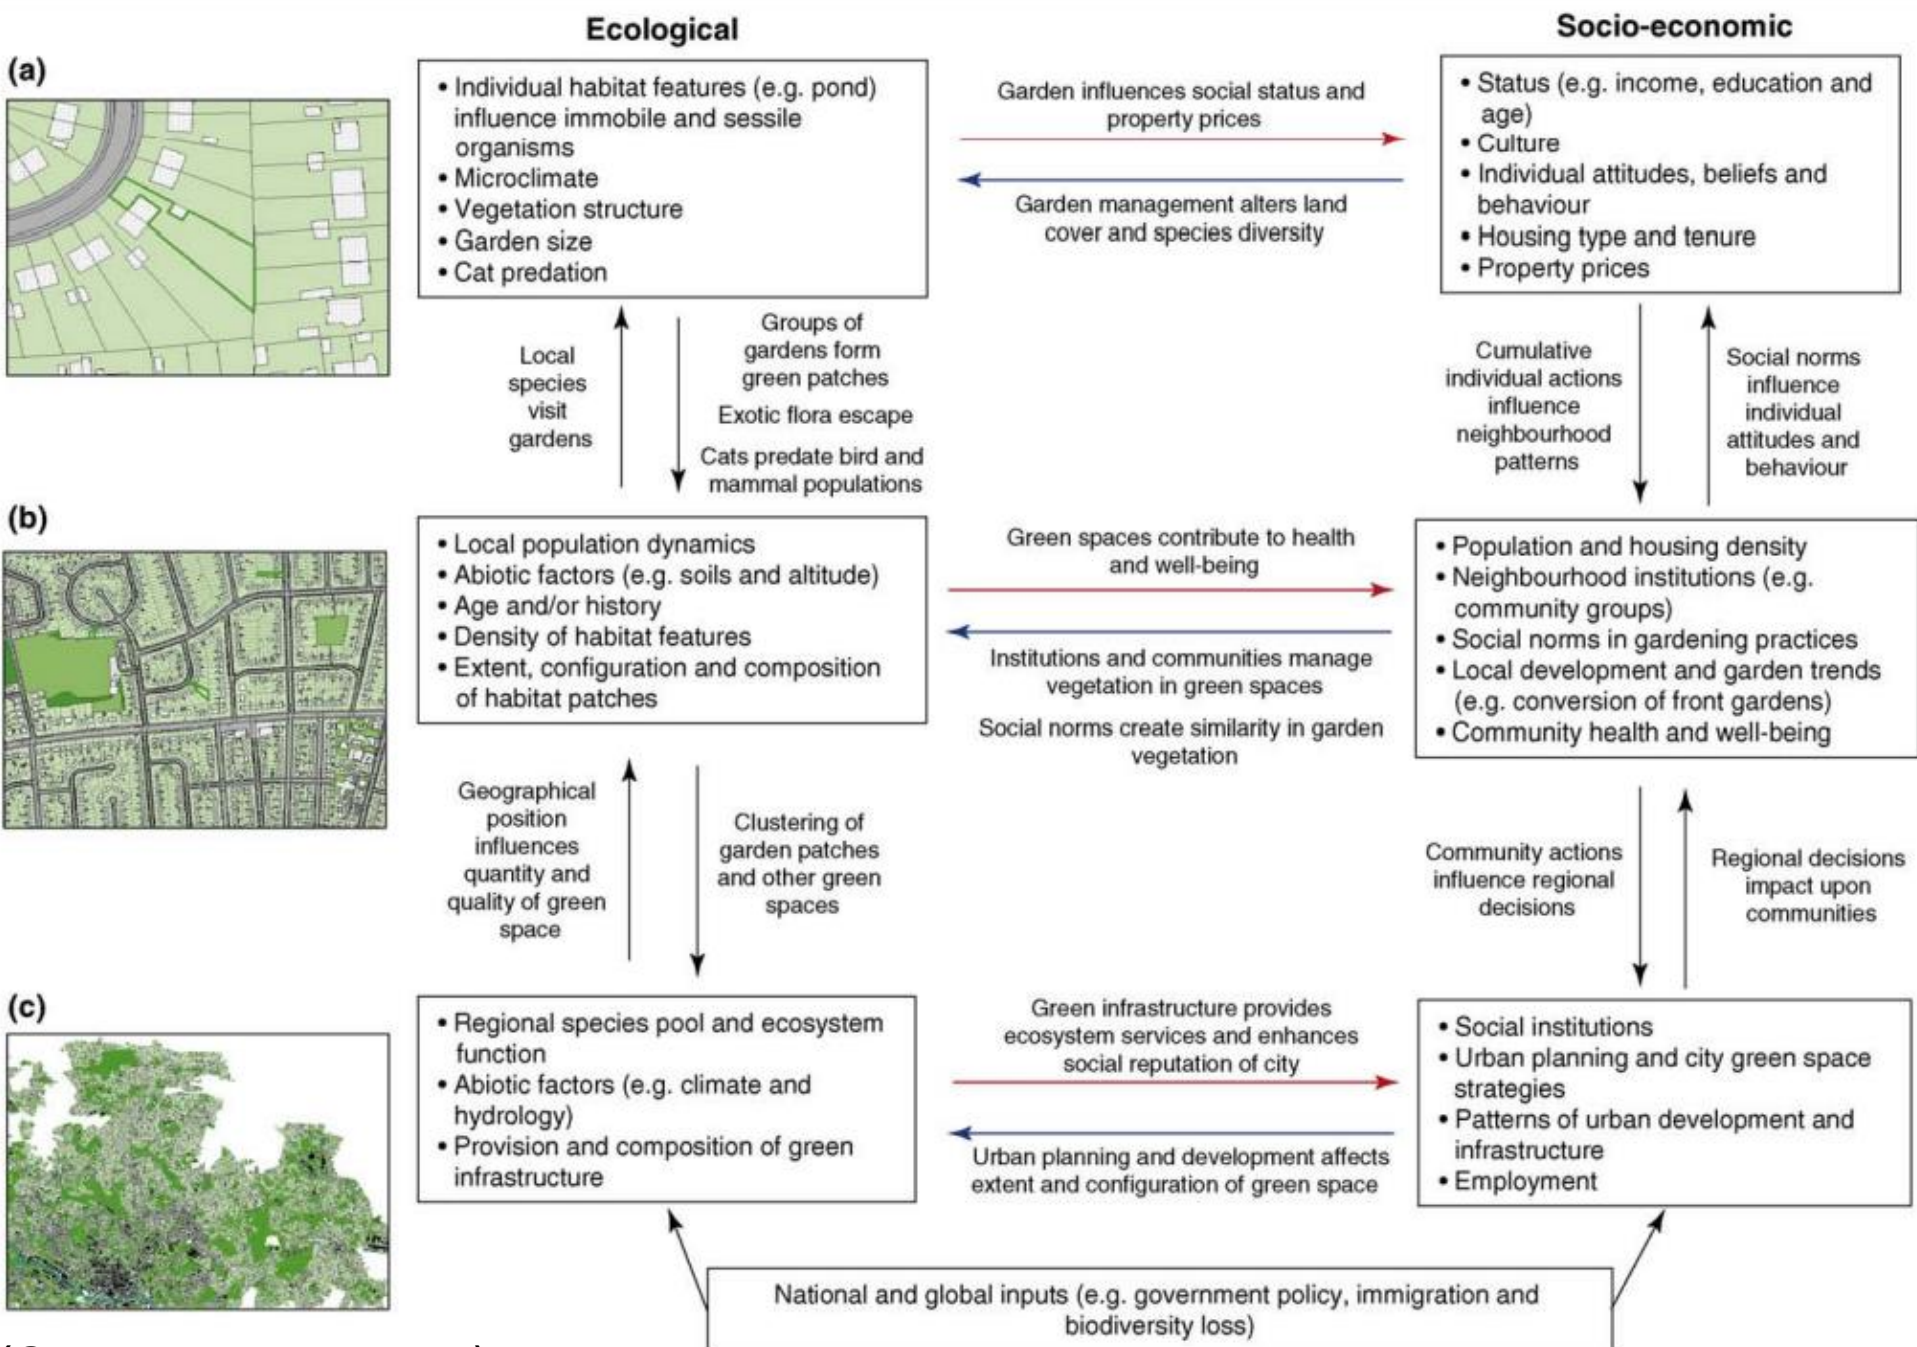 Ecological
Socio-economic
(a)
• Individual habitat features (e.g. pond)
influence immobile and sessile
organisms
• Microclimate
• Vegetation structure
• Garden size
• Cat predation
Garden influences social status and
property prices
Garden management alters land
cover and species diversity
• Status (e.g. income, education and
age)
• Culture
• Individual attitudes, beliefs and
behaviour
• Housing type and tenure
• Property prices
Local
species
visit
gardens
Groups of
gardens form
green patches
Exotic flora escape
Cats predate bird and
mammal populations
Cumulative
individual actions
influence
neighbourhood
patterns
Social norms
influence
individual
attitudes and
behaviour
(b)
• Local population dynamics
• Abiotic factors (e.g. soils and altitude)
• Age and/or history
• Density of habitat features
• Extent, configuration and composition
of habitat patches
Green spaces contribute to health
and well-being
Institutions and communities manage
vegetation in green spaces
Social norms create similarity in garden
vegetation
• Population and housing density
• Neighbourhood institutions (e.g.
community groups)
• Social norms in gardening practices
• Local development and garden trends
(e.g. conversion of front gardens)
• Community health and well-being
Geographical
position
influences
quantity and
quality of green
space
Clustering of
garden patches
and other green
spaces
Community actions
influence regional
decisions
Regional decisions
impact upon
communities
(c)
• Regional species pool and ecosystem
function
• Abiotic factors (e.g. climate and
hydrology)
• Provision and composition of green
infrastructure
Green infrastructure provides
ecosystem services and enhances
social reputation of city
Urban planning and development affects
extent and configuration of green space
• Social institutions
• Urban planning and city green space
strategies
• Patterns of urban development and
infrastructure
• Employment
National and global inputs (e.g. government policy, immigration and
biodiversity loss)